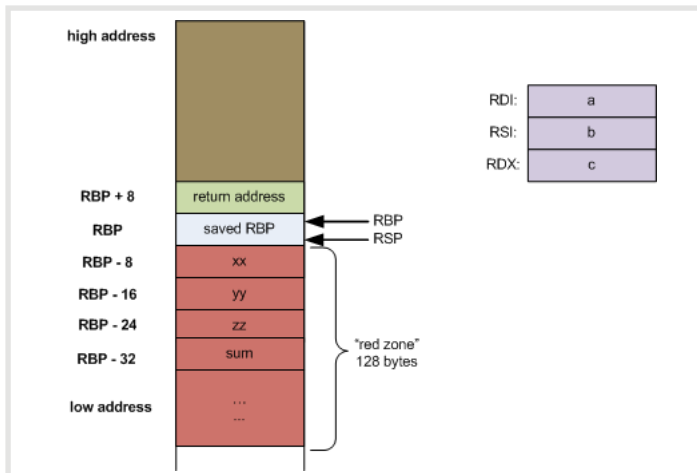 high address
RDI: a
RSI: b
RDX: c
RBP + 8 return address
RBP saved RBP RBP
RSP
RBP - 8 xx
RBP - 16 yy
RBP - 24 zz
RBP - 32 sum
"red zone"
128 bytes
low address ...
...